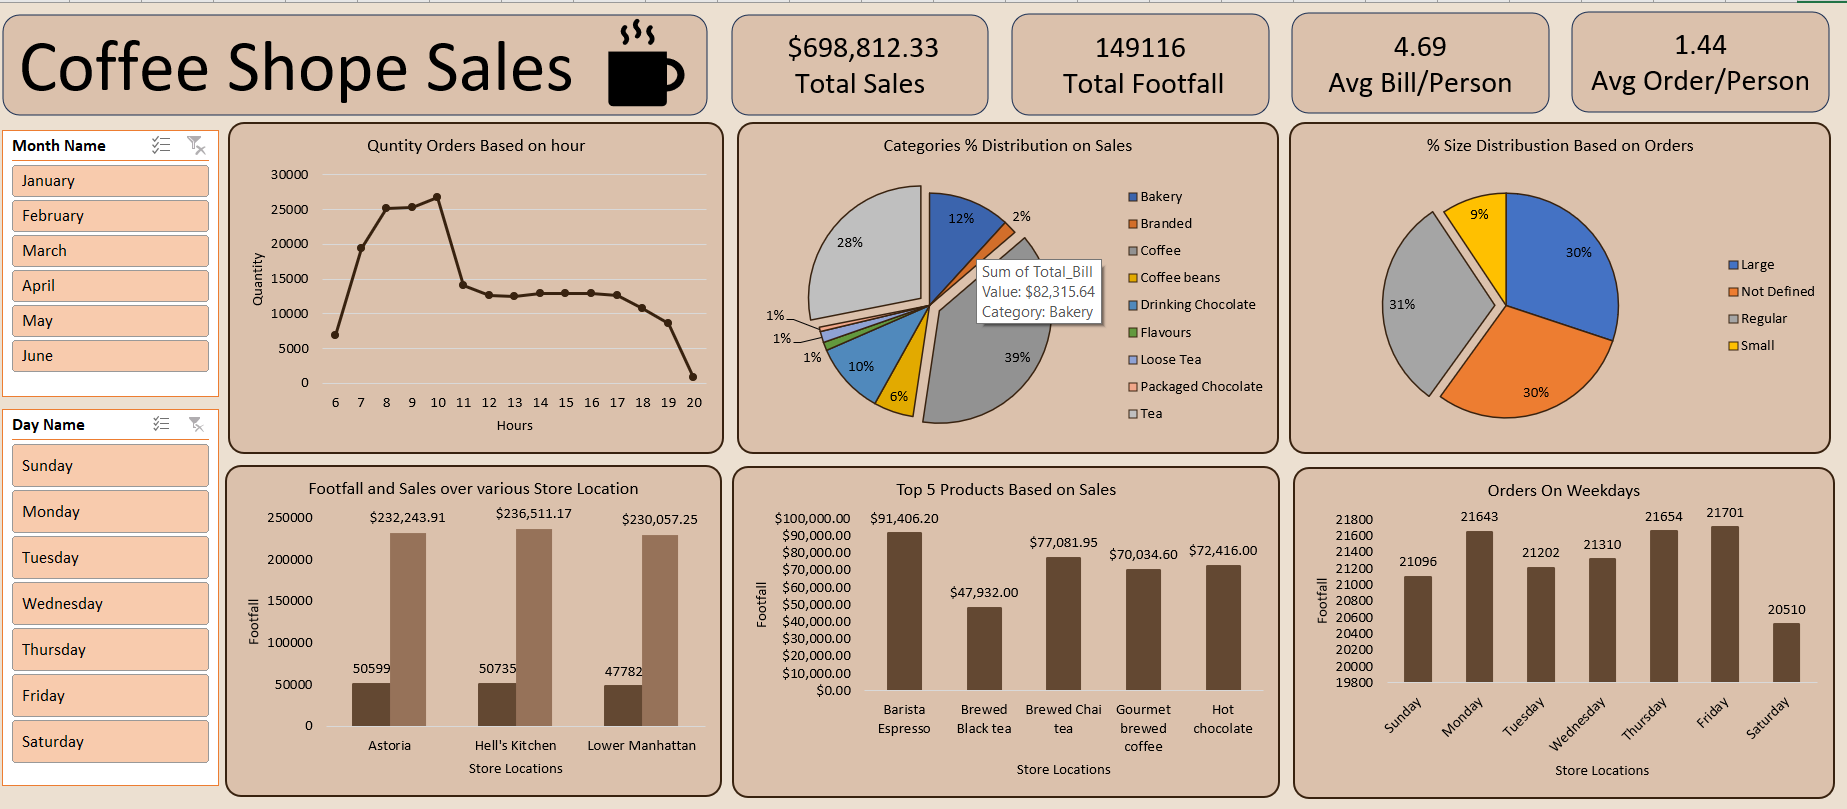 Coffee Shope Sales
$698,812.33
Total Sales
149116
Total Footfall
4.69
Avg Bill/Person
1.44
Avg Order/Person
Month Name
January
February
March
April
May
June
Day Name
Sunday
Monday
Tuesday
Wednesday
Thursday
Friday
Saturday
Quntity Orders Based on hour
Quantity
30000
25000
20000
15000
10000
5000
0
6 7 8 9 10 11 12 13 14 15 16 17 18 19 20
Hours
Categories % Distribution on Sales
12%
2%
39%
6%
10%
1%
1%
1%
28%
Sum of Total_Bill
Value: $82,315.64
Category: Bakery
Bakery
Branded
Coffee
Coffee beans
Drinking Chocolate
Flavours
Loose Tea
Packaged Chocolate
Tea
% Size Distribustion Based on Orders
30%
30%
31%
9%
Large
Not Defined
Regular
Small
Footfall and Sales over various Store Location
Footfall
250000
200000
150000
100000
50000
0
50599
$232,243.91
50735
$236,511.17
47782
$230,057.25
Astoria
Hell's Kitchen
Lower Manhattan
Store Locations
Top 5 Products Based on Sales
Footfall
$100,000.00
$90,000.00
$80,000.00
$70,000.00
$60,000.00
$50,000.00
$40,000.00
$30,000.00
$20,000.00
$10,000.00
$0.00
$91,406.20
$47,932.00
$77,081.95
$70,034.60
$72,416.00
Barista
Espresso
Brewed
Black tea
Brewed Chai
tea
Gourmet
brewed
coffee
Hot
chocolate
Store Locations
Orders On Weekdays
Footfall
21800
21600
21400
21200
21000
20800
20600
20400
20200
20000
19800
21096
21643
21202
21310
21654
21701
20510
Sunday
Monday
Tuesday
Wednesday
Thursday
Friday
Saturday
Store Locations